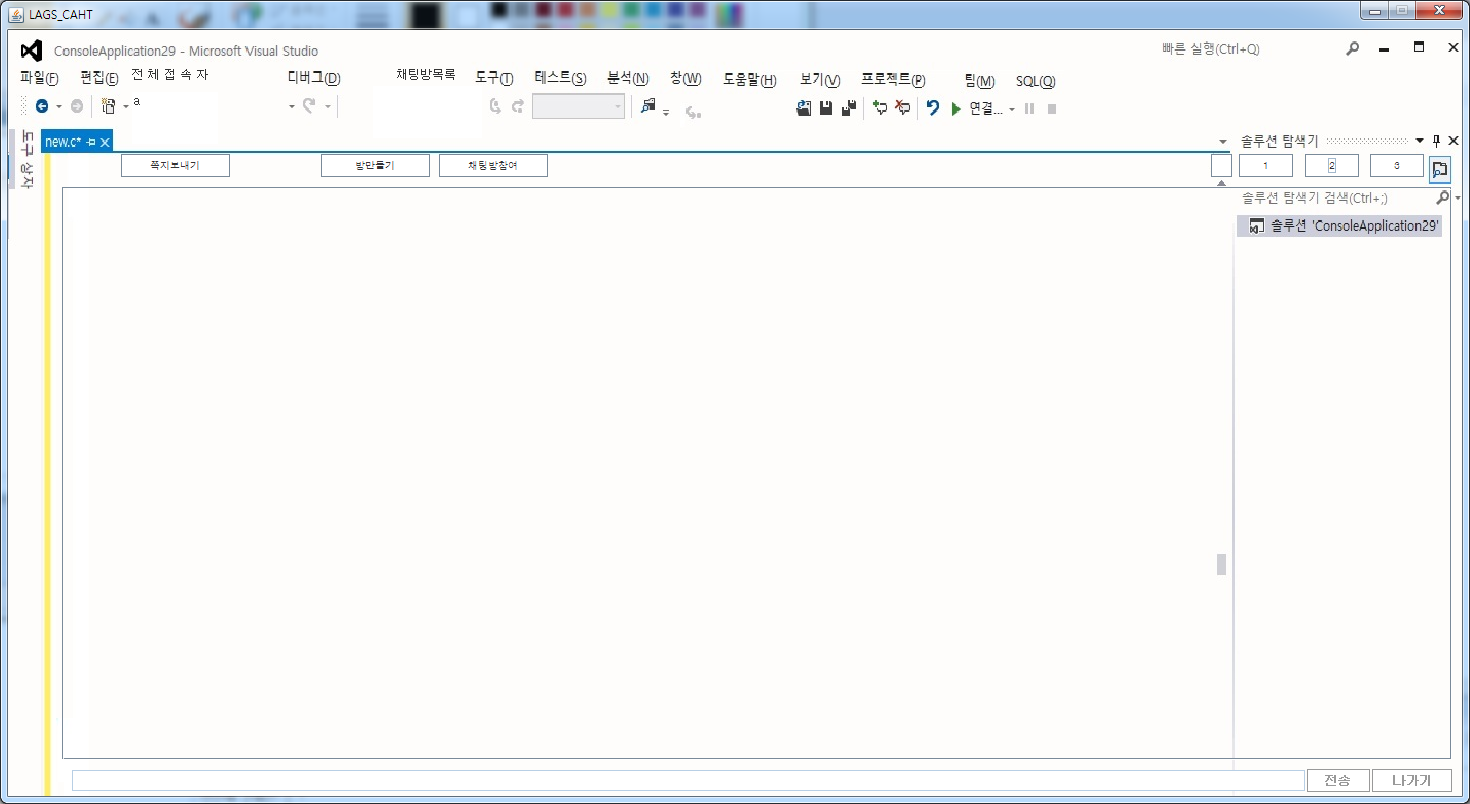 LAGS_CAHT
ConsoleApplication29 - Microsoft Visual Studio
빠른 실행(Ctrl+Q)
파일(F) 편집(E) 전 체 접 속 자 디버그(D) 채팅방목록 도구(T) 테스트(S) 분석(N) 창(W) 도움말(H) 보기(V) 프로젝트(P) 팀(M) SQL(Q)
a
연결...
도구 상자
new.c*
솔루션 탐색기
쪽지보내기 방만들기 채팅방참여 1 2 3
솔루션 탐색기 검색(Ctrl+;)
솔루션 'ConsoleApplication29'
전송 나가기